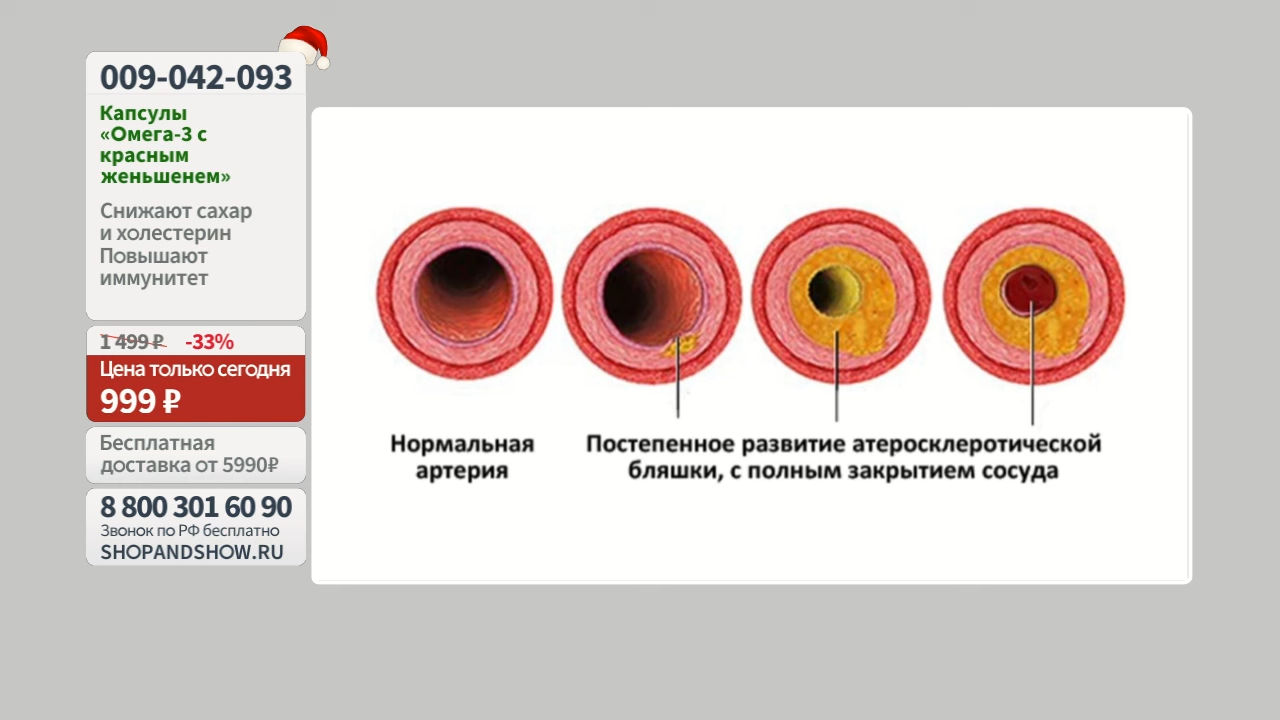 009-042-093
Капсулы
«Омега-3 с
красным
женьшенем»
Снижают сахар
и холестерин
Повышают
иммунитет
1 499 ₽ -33%
Цена только сегодня
999 ₽
Бесплатная
доставка от 5990₽
8 800 301 60 90
Звонок по РФ бесплатно
SHOPANDSHOW.RU
Нормальная
артерия
Постепенное развитие атеросклеротической
бляшки, с полным закрытием сосуда